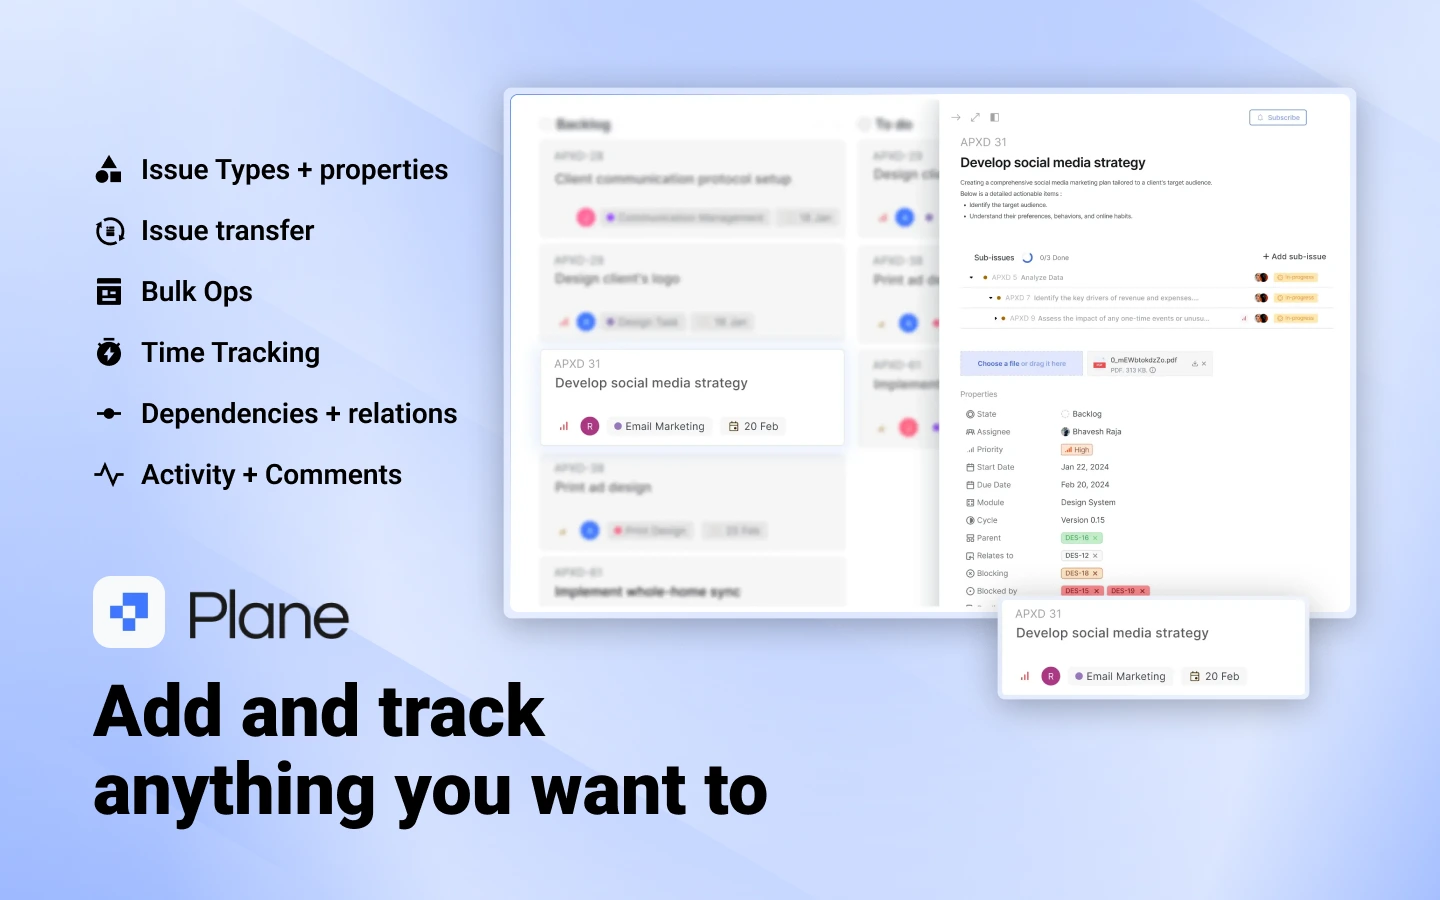 Issue Types + properties
Issue transfer
Bulk Ops
Time Tracking
Dependencies + relations
Activity + Comments
Plane
Add and track
anything you want to
Backlog
APXD-28
Client communication protocol setup
Communication Management
18 Jan
APXD-29
Design client's logo
Design Task
18 Jan
APXD 31
Develop social media strategy
R
Email Marketing
20 Feb
APXD-38
Print ad design
Print Design
23 Feb
APXD-61
Implement whole-home sync
To do
APXD-29
Design cli
APXD-38
Print ad de
APXD-61
Implement
Subscribe
APXD 31
Develop social media strategy
Creating a comprehensive social media marketing plan tailored to a client's target audience.
Below is a detailed actionable items :
• Identify the target audience.
• Understand their preferences, behaviors, and online habits.
Sub-issues 0/3 Done + Add sub-issue
APXD 5 Analyze Data In-progress
APXD 7 Identify the key drivers of revenue and expenses.... In-progress
APXD 9 Assess the impact of any one-time events or unusu... In-progress
Choose a file or drag it here
0_mEWbtokdzZo.pdf
PDF. 313 KB.
Properties
State Backlog
Assignee Bhavesh Raja
Priority High
Start Date Jan 22, 2024
Due Date Feb 20, 2024
Module Design System
Cycle Version 0.15
Parent DES-16 ×
Relates to DES-12 ×
Blocking DES-18 ×
Blocked by DES-15 × DES-19 ×
APXD 31
Develop social media strategy
R
Email Marketing
20 Feb